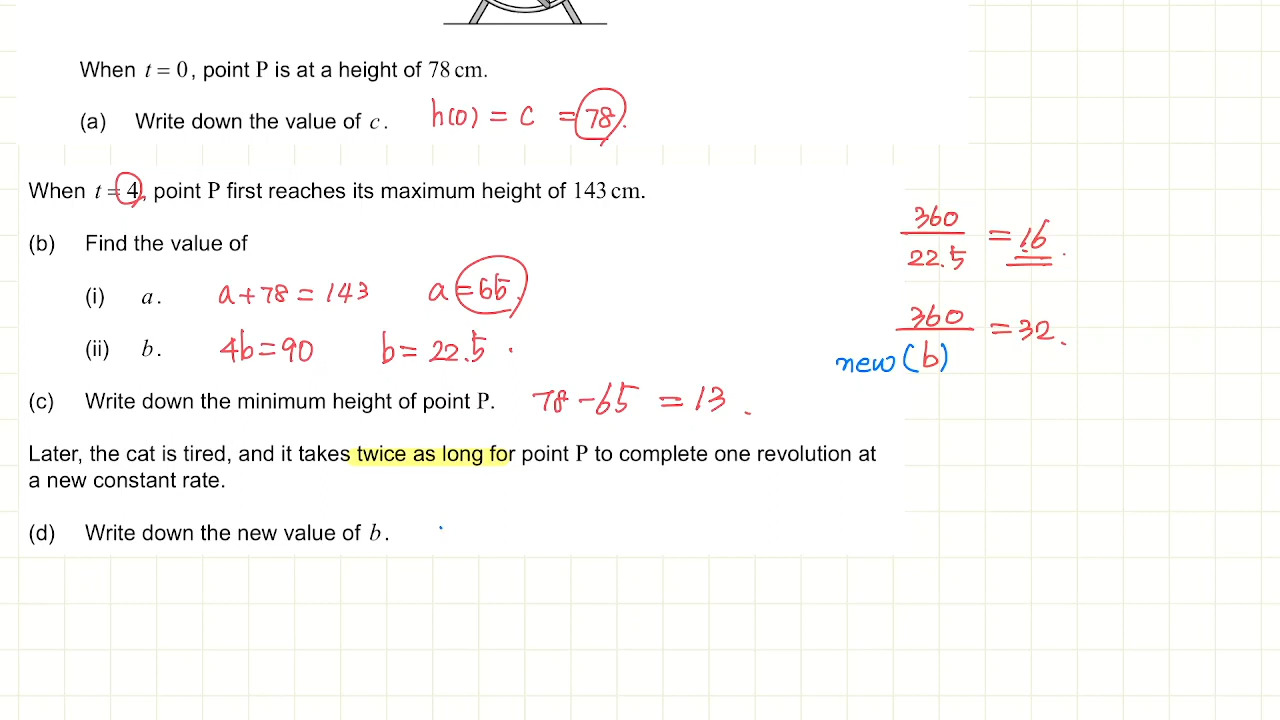 When t = 0, point P is at a height of 78 cm.
(a) Write down the value of c. h(0) = c = 78.
When t = 4, point P first reaches its maximum height of 143 cm.
(b) Find the value of
(i) a. a + 78 = 143 a = 65.
(ii) b. 4b = 90 b = 22.5.
360/22.5 = 16.
360/new (b) = 32.
(c) Write down the minimum height of point P. 78 - 65 = 13.
Later, the cat is tired, and it takes twice as long for point P to complete one revolution at
a new constant rate.
(d) Write down the new value of b.